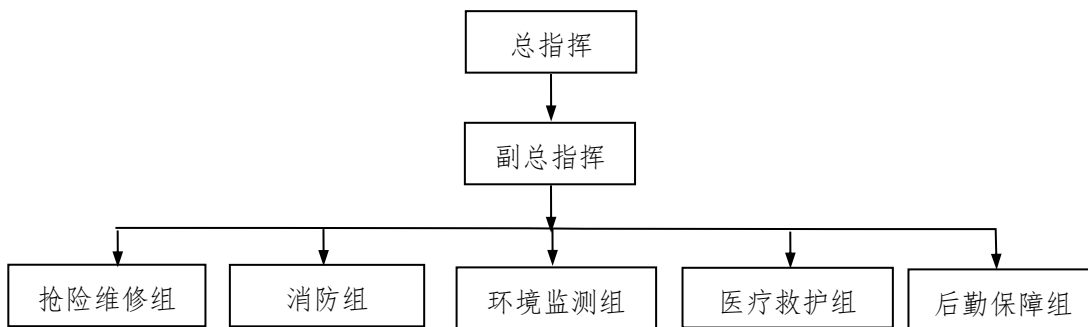 总指挥
副总指挥
抢险维修组
消防组
环境监测组
医疗救护组
后勤保障组